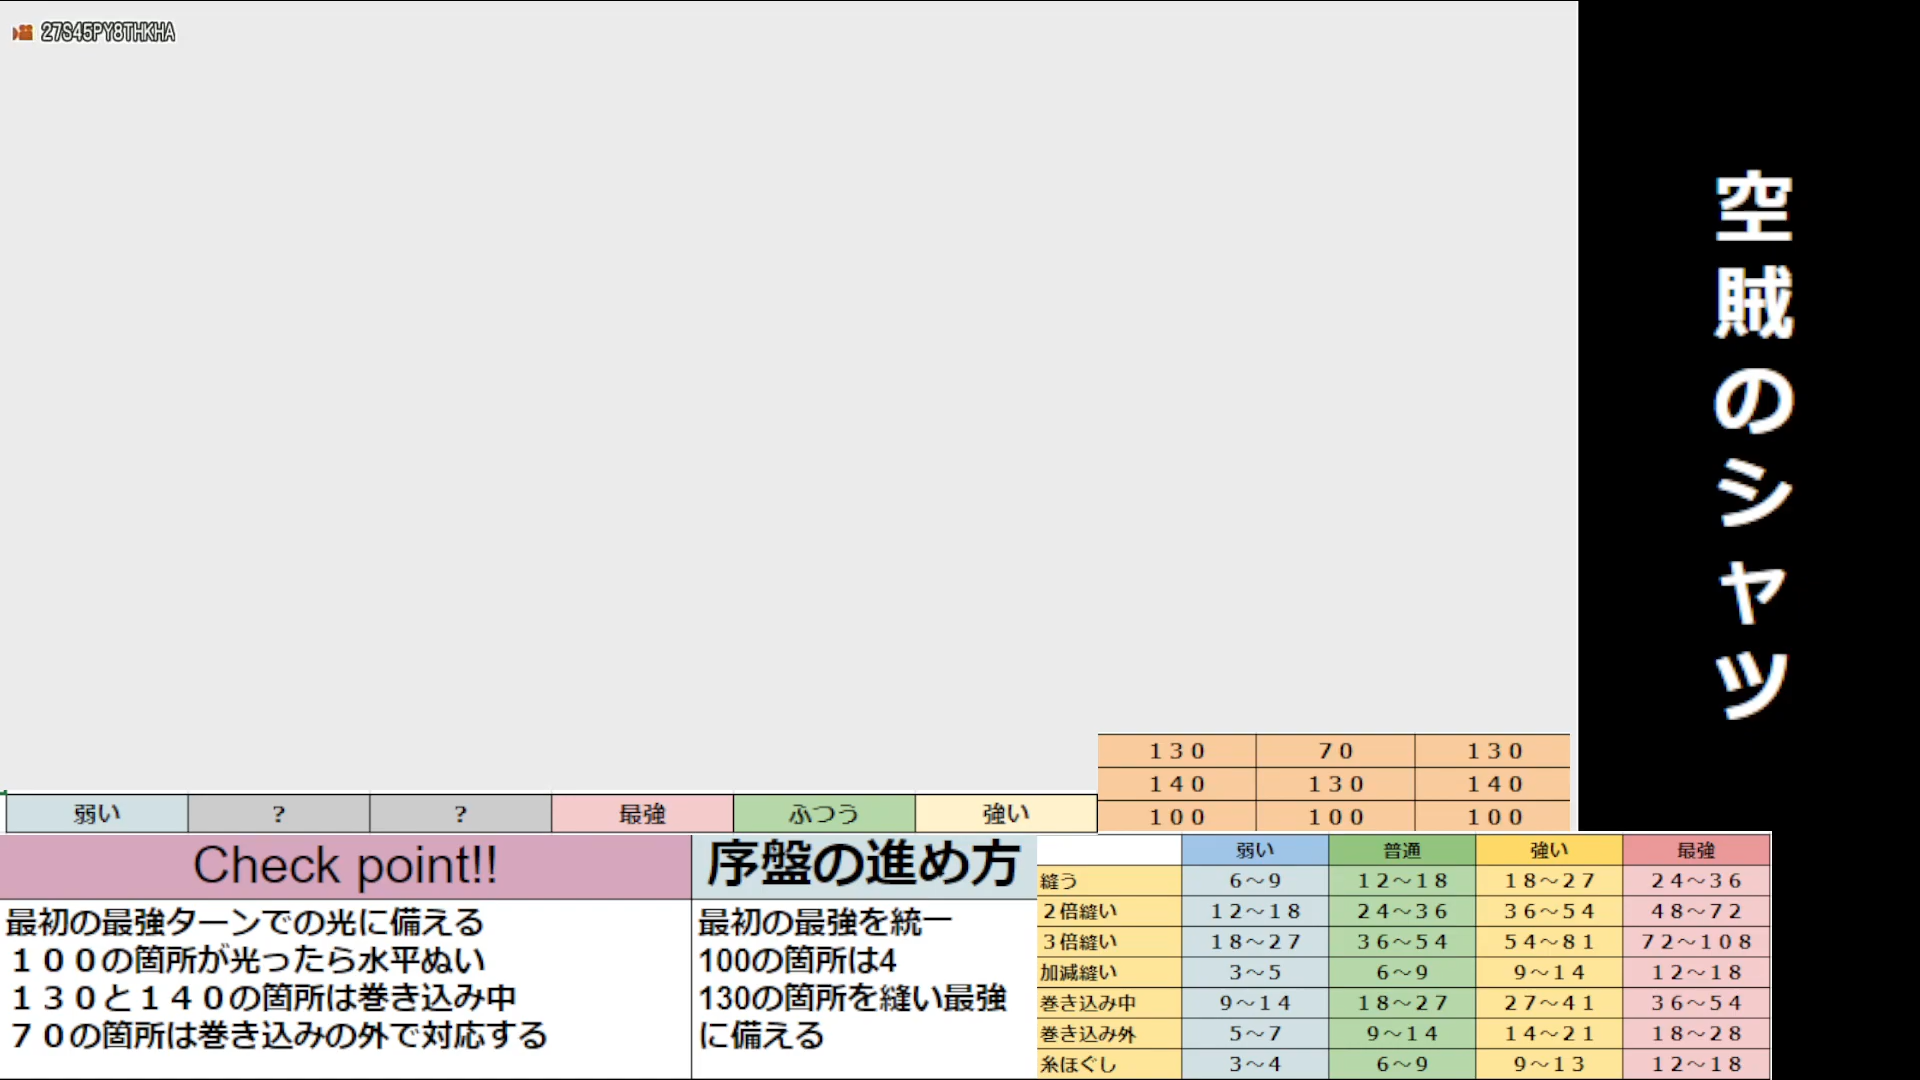 27S45PY8THKHA
空賊のシャツ
130 70 130
140 130 140
100 100 100
弱い ? ? 最強 ふつう 強い
Check point!!
最初の最強ターンでの光に備える
１００の箇所が光ったら水平ぬい
１３０と１４０の箇所は巻き込み中
７０の箇所は巻き込みの外で対応する
序盤の進め方
最初の最強を統一
100の箇所は4
130の箇所を縫い最強
に備える
弱い 普通 強い 最強
縫う 6～9 12～18 18～27 24～36
２倍縫い 12～18 24～36 36～54 48～72
３倍縫い 18～27 36～54 54～81 72～108
加減縫い 3～5 6～9 9～14 12～18
巻き込み中 9～14 18～27 27～41 36～54
巻き込み外 5～7 9～14 14～21 18～28
糸ほぐし 3～4 6～9 9～13 12～18